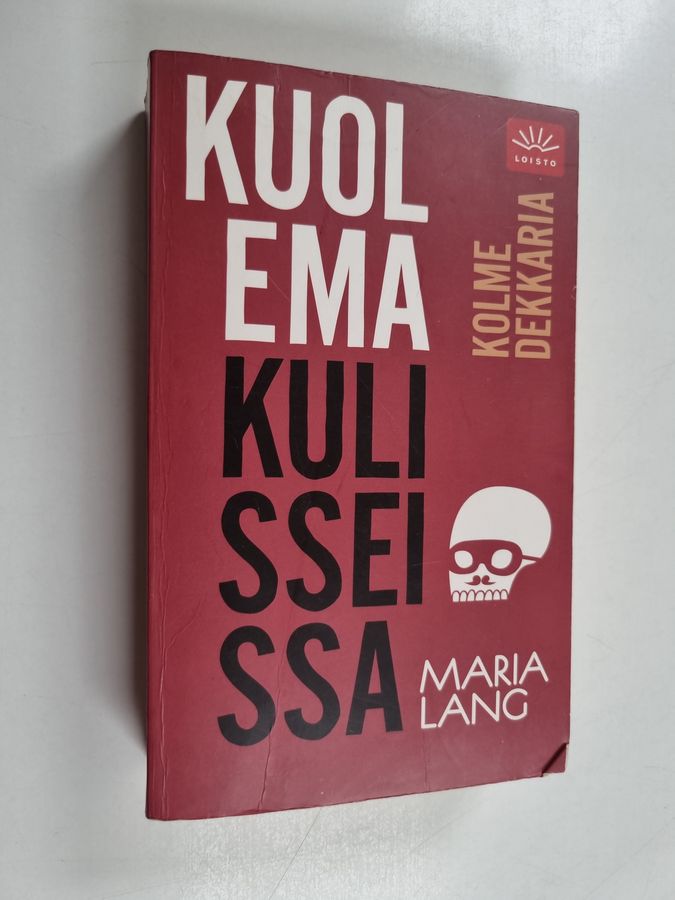 KUOL
EMA
KULI
SSEI
SSA
LOISTO
KOLME
DEKKARIA
MARIA
LANG